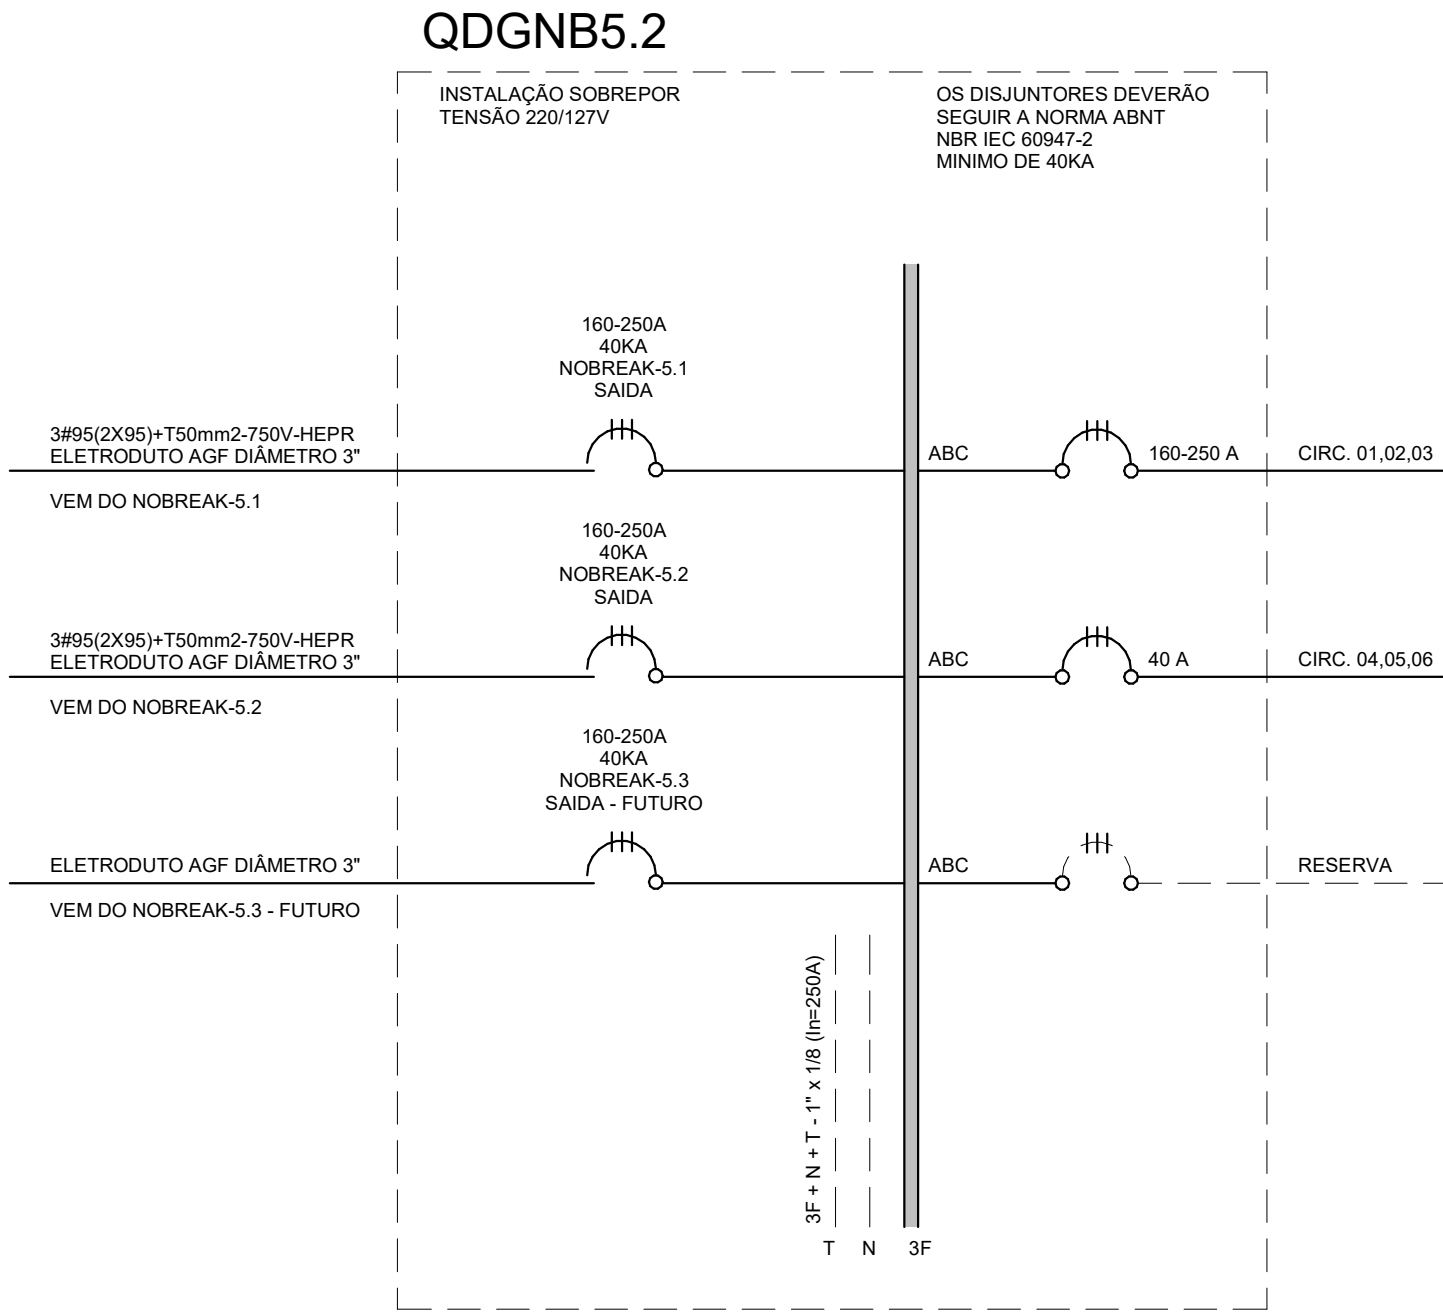 QDGNB5.2
INSTALAÇÃO SOBREPOR
TENSÃO 220/127V
OS DISJUNTORES DEVERÃO
SEGUIR A NORMA ABNT
NBR IEC 60947-2
MINIMO DE 40KA
160-250A
40KA
NOBREAK-5.1
SAIDA
3#95(2X95)+T50mm2-750V-HEPR
ELETRODUTO AGF DIÂMETRO 3"
VEM DO NOBREAK-5.1
ABC
160-250 A
CIRC. 01,02,03
160-250A
40KA
NOBREAK-5.2
SAIDA
3#95(2X95)+T50mm2-750V-HEPR
ELETRODUTO AGF DIÂMETRO 3"
VEM DO NOBREAK-5.2
ABC
40 A
CIRC. 04,05,06
160-250A
40KA
NOBREAK-5.3
SAIDA - FUTURO
ELETRODUTO AGF DIÂMETRO 3"
VEM DO NOBREAK-5.3 - FUTURO
ABC
RESERVA
3F + N + T - 1" x 1/8 (In=250A)
T N 3F